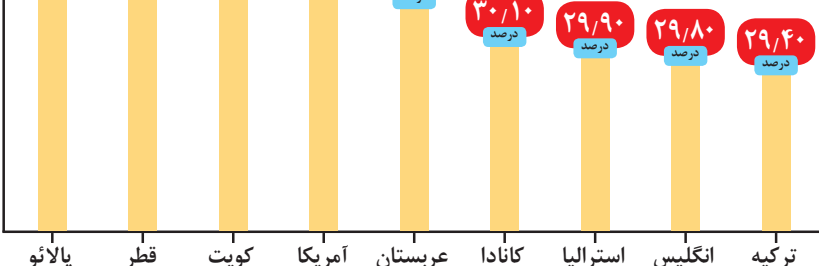 ۳۰٫۱۰
درصد
۲۹٫۹۰
درصد
۲۹٫۸۰
درصد
۲۹٫۴۰
درصد
ترکیه
انگلیس
استرالیا
کانادا
عربستان
آمریکا
کویت
قطر
پالائو